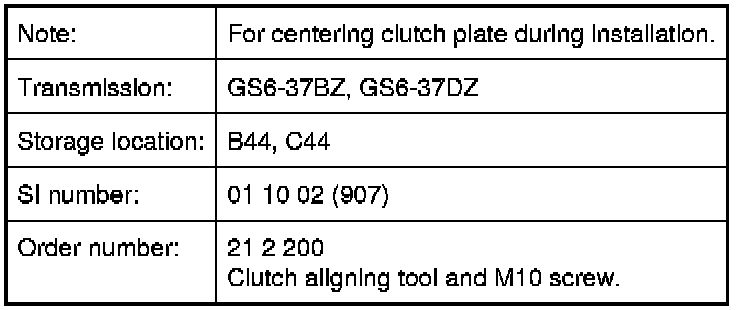 Note: For centering clutch plate during installation.
Transmission: GS6-37BZ, GS6-37DZ
Storage location: B44, C44
SI number: 01 10 02 (907)
Order number: 21 2 200
Clutch aligning tool and M10 screw.